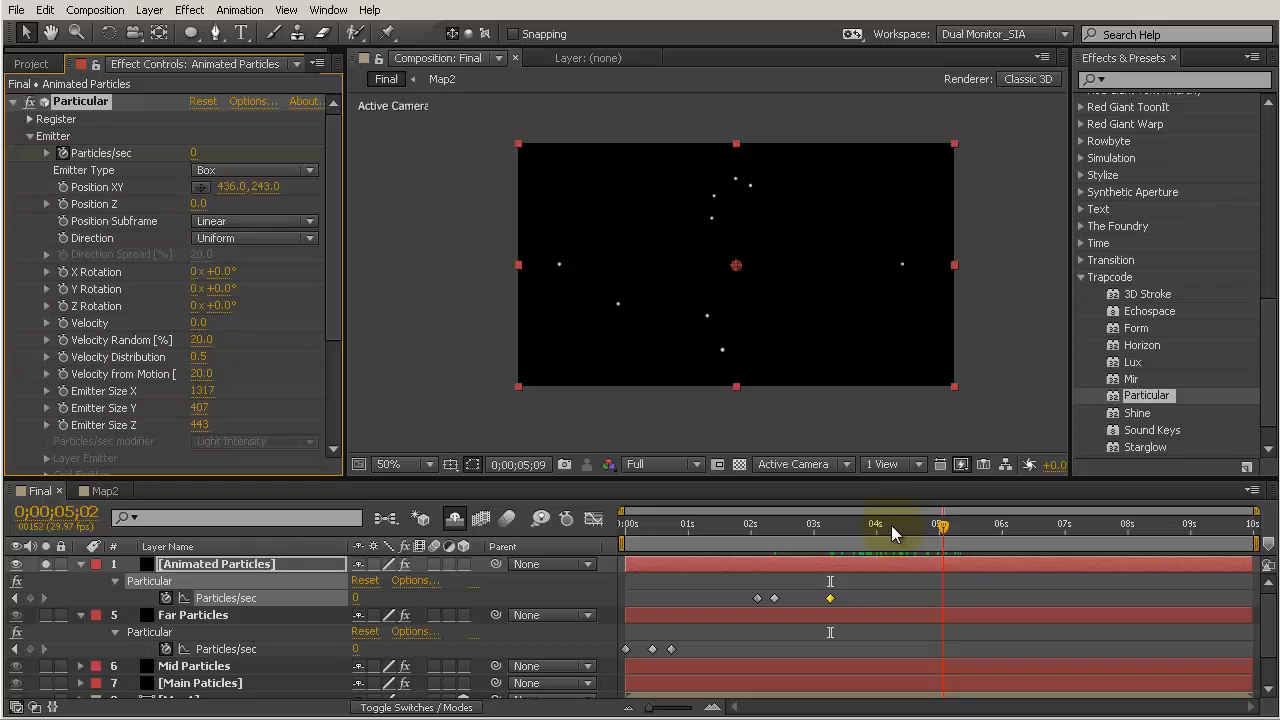 File Edit Composition Layer Effect Animation View Window Help
Snapping
Workspace: Dual Monitor_SIA
Search Help
Project
Effect Controls: Animated Particles
Final • Animated Particles
Particular Reset Options... About...
Register
Emitter
Particles/sec 0
Emitter Type Box
Position XY 436.0,243.0
Position Z 0.0
Position Subframe Linear
Direction Uniform
Direction Spread [%] 20.0
X Rotation 0x+0.0°
Y Rotation 0x+0.0°
Z Rotation 0x+0.0°
Velocity 0.0
Velocity Random [%] 20.0
Velocity Distribution 0.5
Velocity from Motion [ 20.0
Emitter Size X 1317
Emitter Size Y 407
Emitter Size Z 443
Particles/sec modifier Light Intensity
Layer Emitter
Composition: Final
Layer: (none)
Final
Map2
Renderer: Classic 3D
Active Camera
50% 0;00;05;09 Full Active Camera 1 View +0.0
Effects & Presets
Red Giant ToonIt
Red Giant Warp
Rowbyte
Simulation
Stylize
Synthetic Aperture
Text
The Foundry
Time
Transition
Trapcode
3D Stroke
Echospace
Form
Horizon
Lux
Mir
Particular
Shine
Sound Keys
Starglow
Final
Map2
0;00;05;02
00152 (29.97 fps)
:00s 01s 02s 03s 04s 05s 06s 07s 08s 09s 10s
# Layer Name Parent
1 [Animated Particles] None
Particular Reset Options...
Particles/sec 0
5 Far Particles None
Particular Reset Options...
Particles/sec 0
6 Mid Particles None
7 [Main Paticles] None
Toggle Switches / Modes